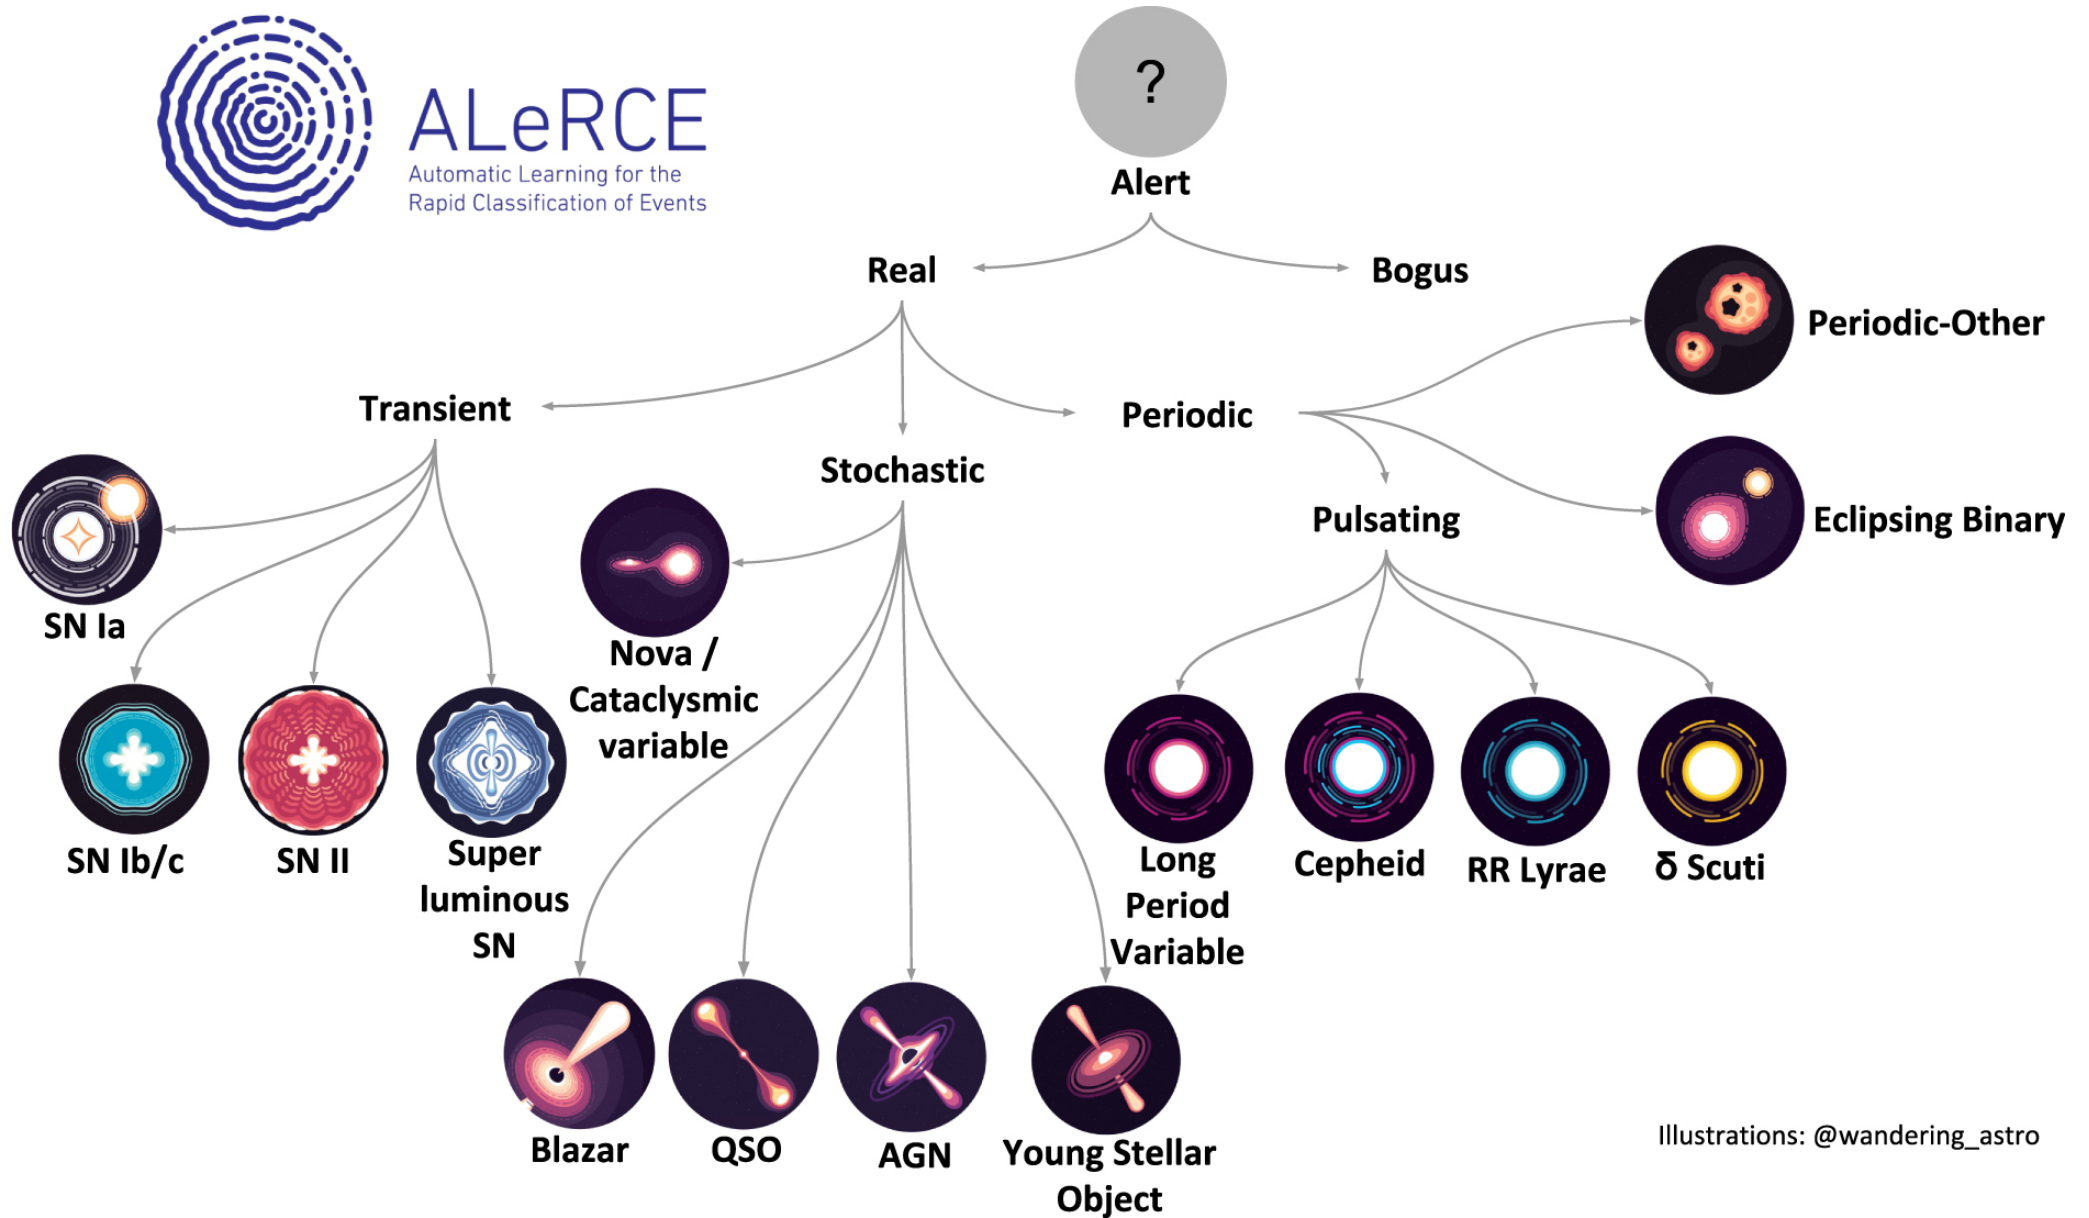 ALeRCE
Automatic Learning for the
Rapid Classification of Events
?
Alert
Real
Bogus
Periodic-Other
Transient
Periodic
Stochastic
Pulsating
Eclipsing Binary
SN Ia
Nova /
Cataclysmic
variable
SN Ib/c
SN II
Super
luminous
SN
Long
Period
Variable
Cepheid
RR Lyrae
δ Scuti
Blazar
QSO
AGN
Young Stellar
Object
Illustrations: @wandering_astro